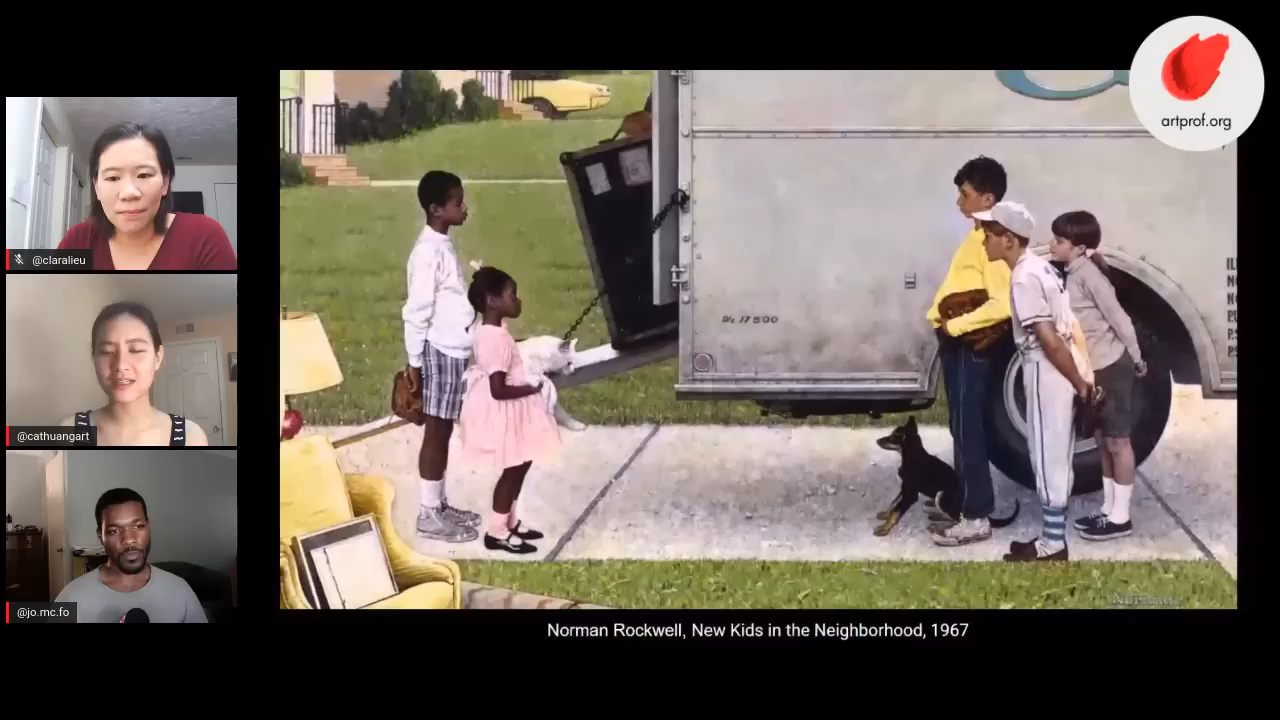 artprof.org
@claralieu
@cathuangart
@jo.mc.fo
Norman Rockwell, New Kids in the Neighborhood, 1967